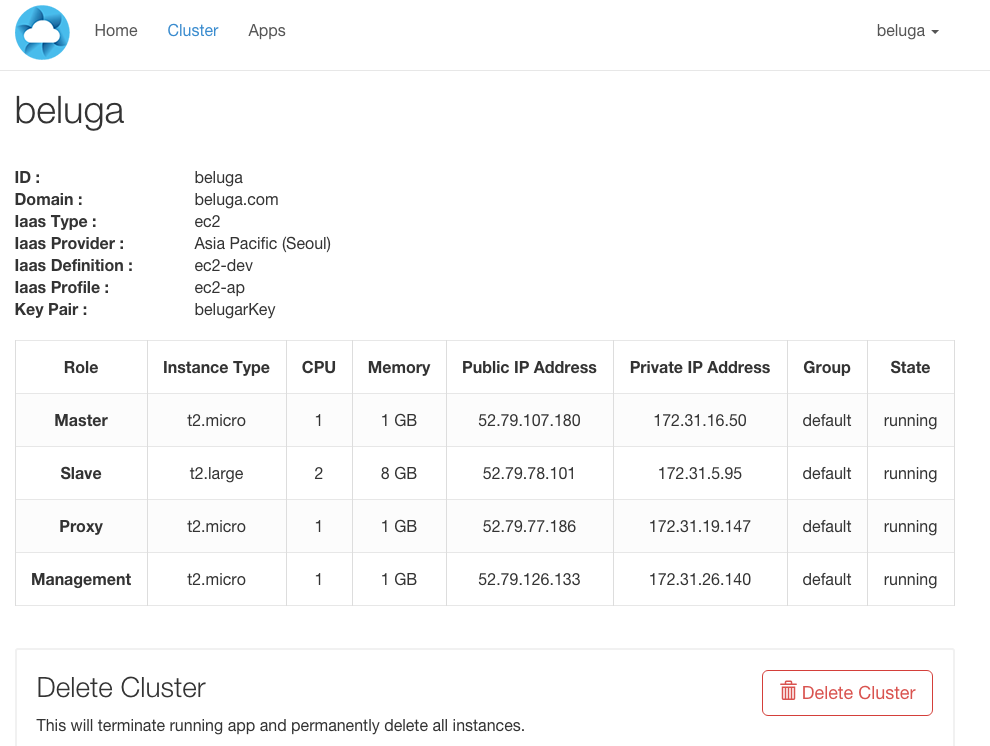 Home Cluster Apps beluga
beluga
ID : beluga
Domain : beluga.com
Iaas Type : ec2
Iaas Provider : Asia Pacific (Seoul)
Iaas Definition : ec2-dev
Iaas Profile : ec2-ap
Key Pair : belugarKey
Role Instance Type CPU Memory Public IP Address Private IP Address Group State
Master t2.micro 1 1 GB 52.79.107.180 172.31.16.50 default running
Slave t2.large 2 8 GB 52.79.78.101 172.31.5.95 default running
Proxy t2.micro 1 1 GB 52.79.77.186 172.31.19.147 default running
Management t2.micro 1 1 GB 52.79.126.133 172.31.26.140 default running
Delete Cluster Delete Cluster
This will terminate running app and permanently delete all instances.